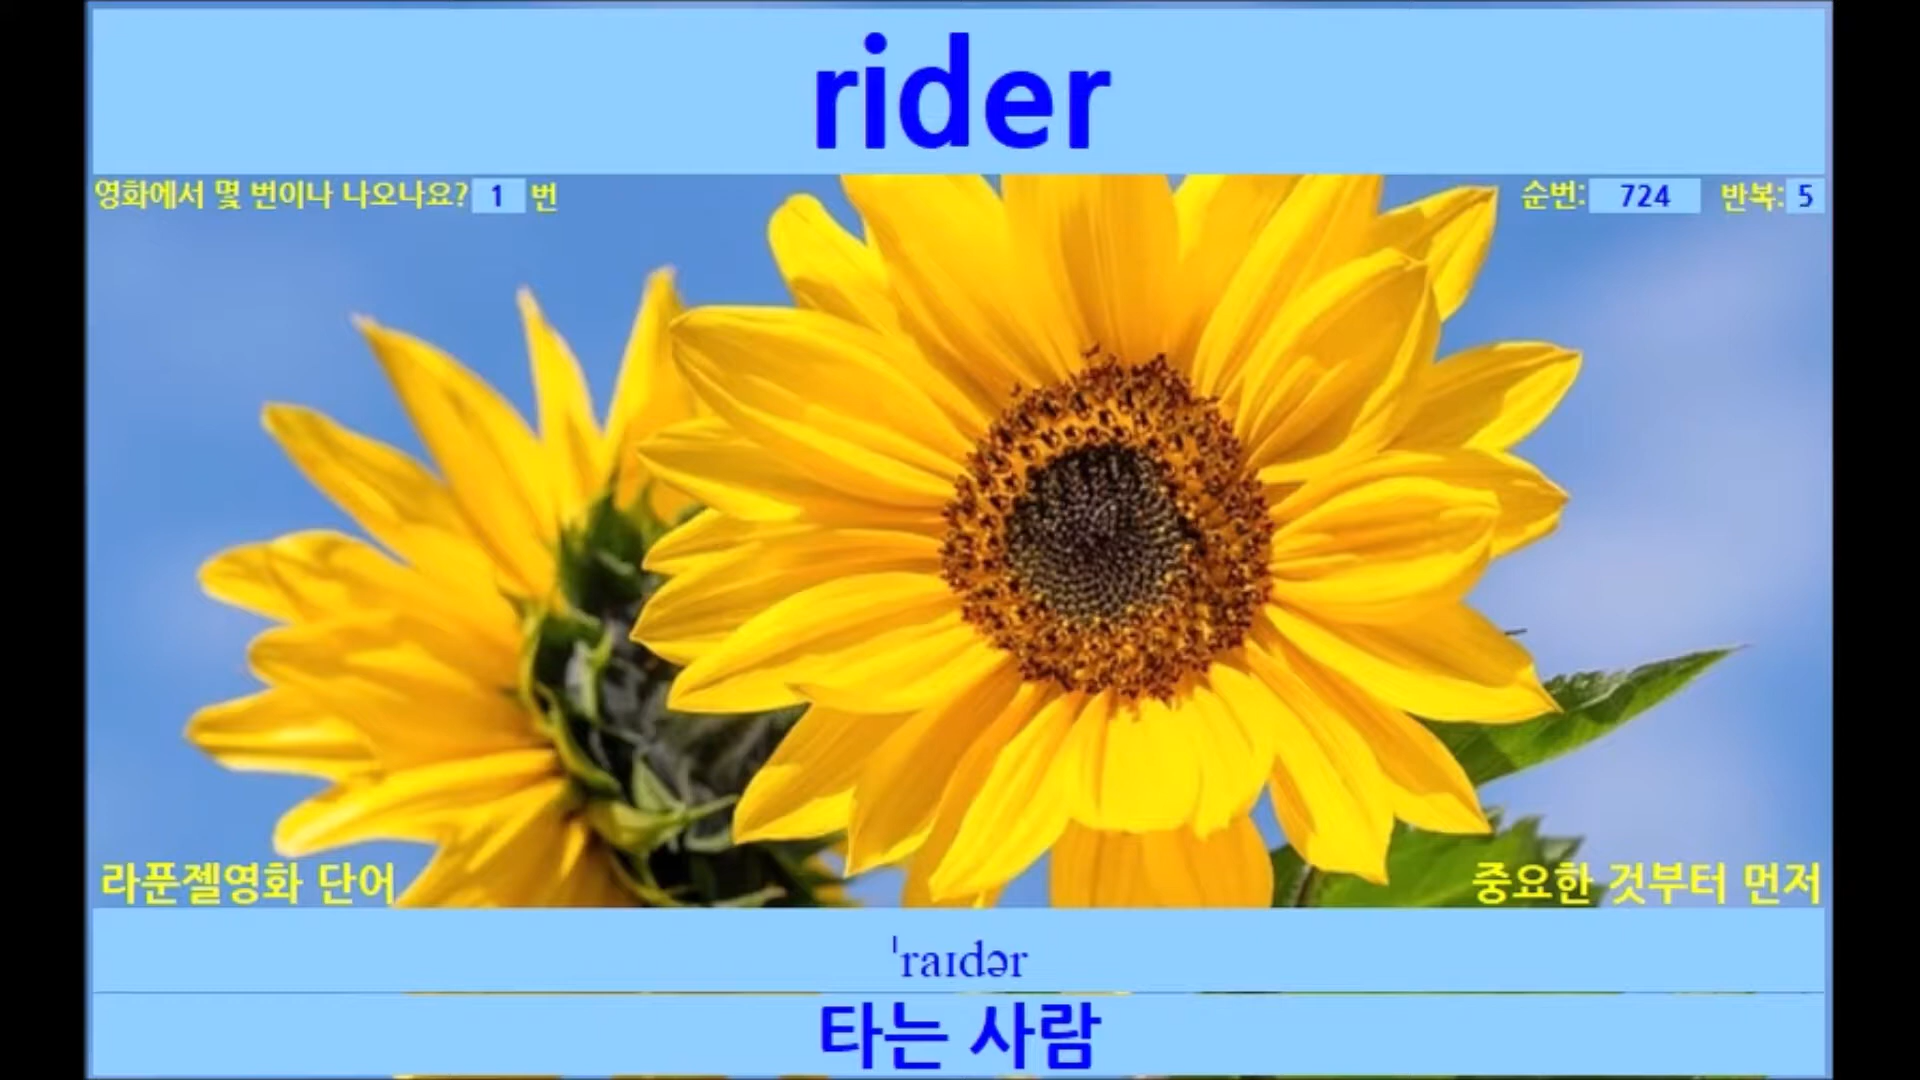 rider
영화에서 몇 번이나 나오나요? 1 번
순번: 724 반복: 5
라푼젤영화 단어
중요한 것부터 먼저
ˈraɪdər
타는 사람